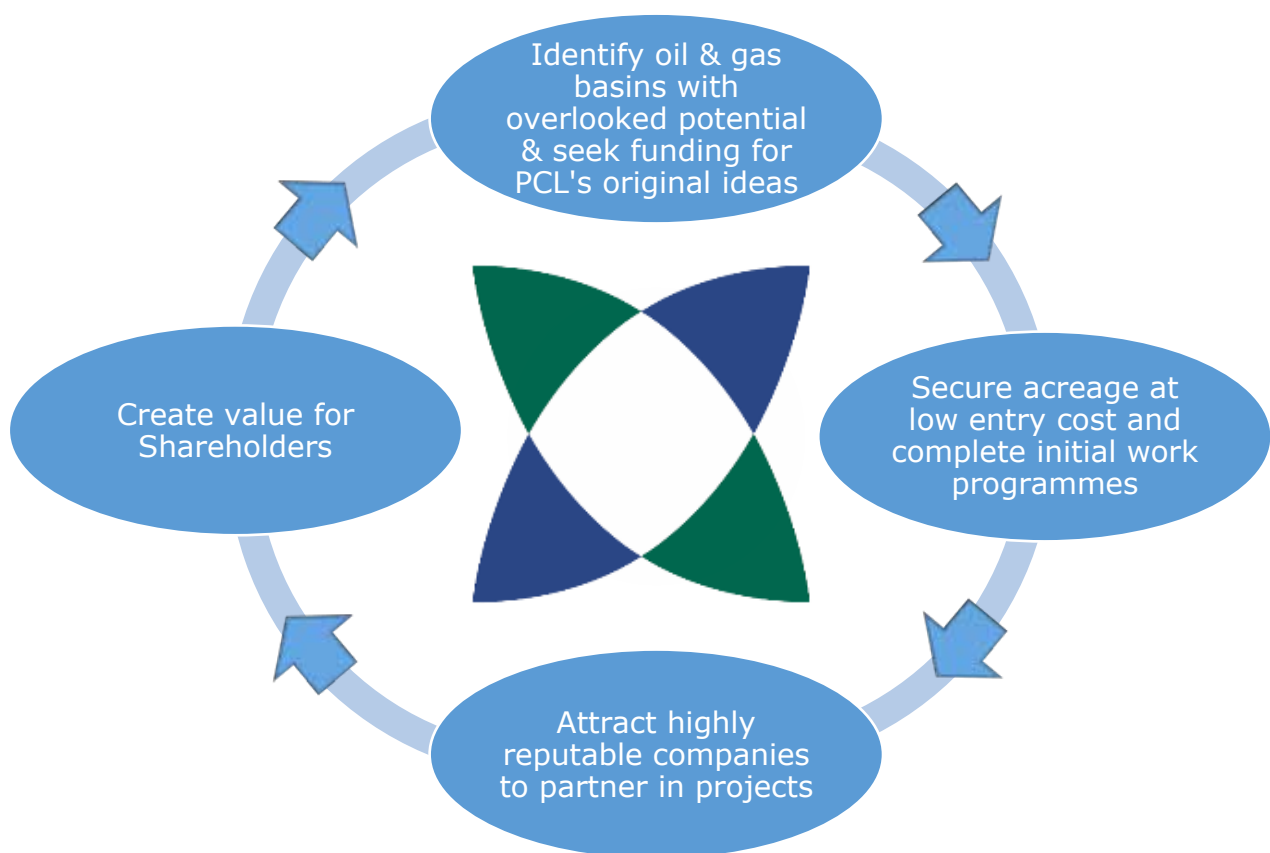 Identify oil & gas
basins with
overlooked potential
& seek funding for
PCL's original ideas
Secure acreage at
low entry cost and
complete initial work
programmes
Attract highly
reputable companies
to partner in projects
Create value for
Shareholders